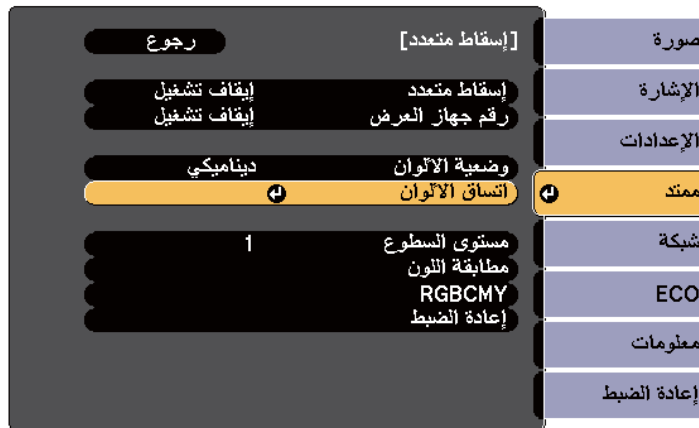 صورة
الإشارة
الإعدادات
ممتد
شبكة
ECO
معلومات
إعادة الضبط
[إسقاط متعدد] رجوع
إسقاط متعدد إيقاف تشغيل
رقم جهاز العرض إيقاف تشغيل
وضعية الألوان ديناميكي
اتساق الألوان
مستوى السطوع 1
مطابقة اللون
RGBCMY
إعادة الضبط